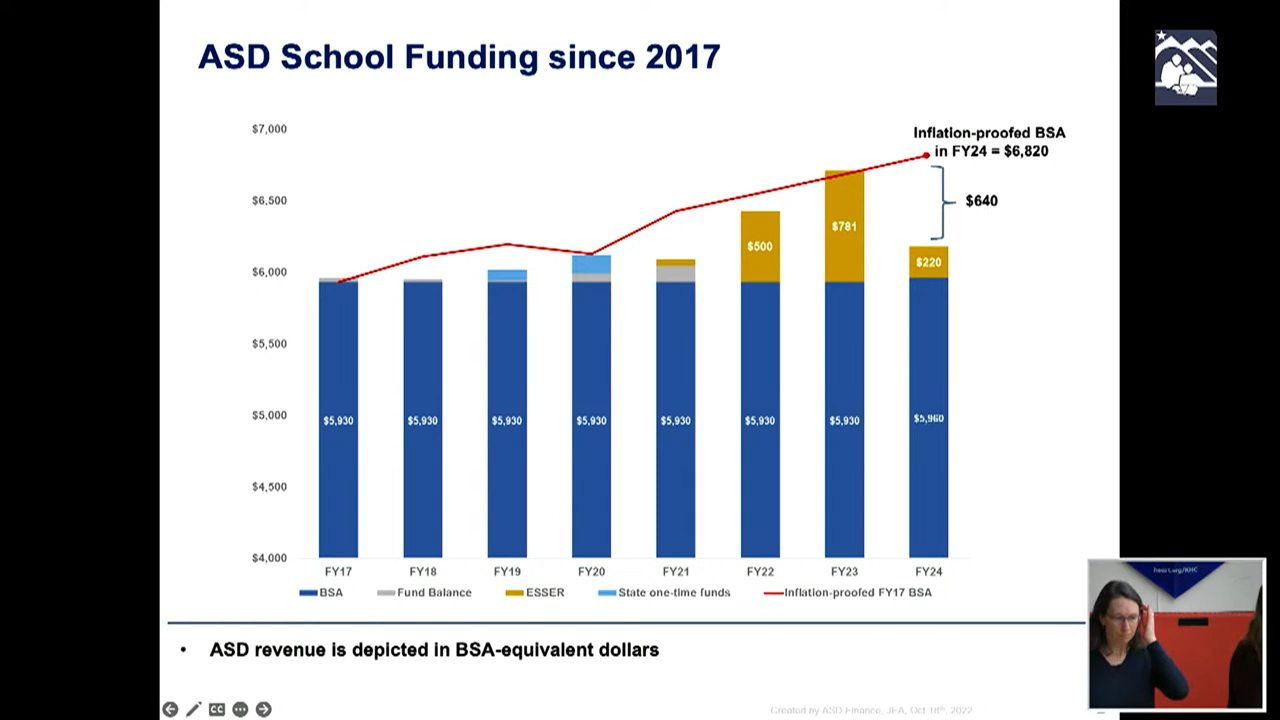 ASD School Funding since 2017
$7,000
$6,500
$6,000
$5,500
$5,000
$4,500
$4,000
Inflation-proofed BSA
in FY24 = $6,820
$640
$500
$781
$220
$5,930
$5,930
$5,930
$5,930
$5,930
$5,930
$5,930
$5,960
FY17
FY18
FY19
FY20
FY21
FY22
FY23
FY24
BSA
Fund Balance
ESSER
State one-time funds
Inflation-proofed FY17 BSA
• ASD revenue is depicted in BSA-equivalent dollars
CC
Created by ASD Finance, JFA, Oct 18th, 2022